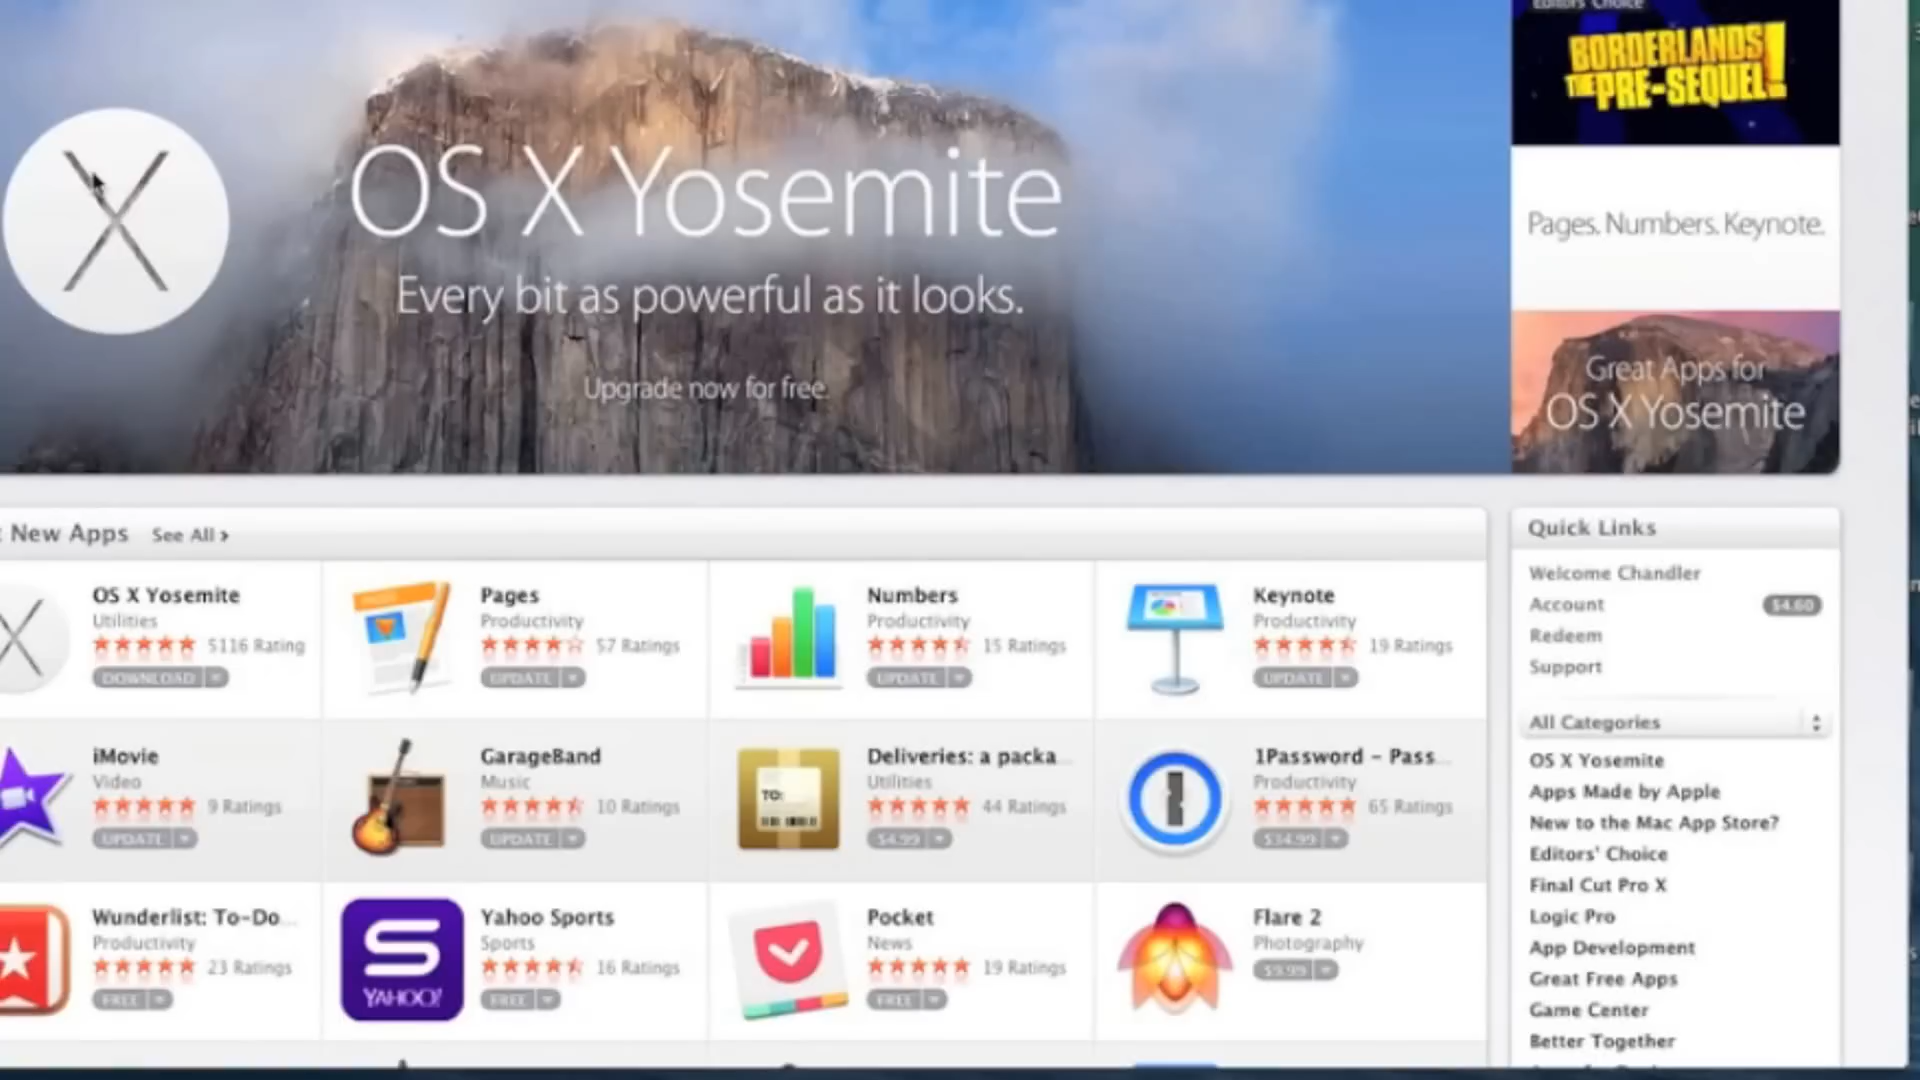 Editors' Choice
BORDERLANDS
THE PRE-SEQUEL!
OS X Yosemite
Every bit as powerful as it looks.
Upgrade now for free.
Pages. Numbers. Keynote.
Great Apps for
OS X Yosemite
New Apps See All ›
OS X Yosemite
Utilities
5116 Rating
DOWNLOAD
Pages
Productivity
57 Ratings
UPDATE
Numbers
Productivity
15 Ratings
UPDATE
Keynote
Productivity
19 Ratings
UPDATE
iMovie
Video
9 Ratings
UPDATE
GarageBand
Music
10 Ratings
UPDATE
Deliveries: a packa...
Utilities
44 Ratings
$4.99
TO:
1Password - Pass...
Productivity
65 Ratings
$34.99
Wunderlist: To-Do...
Productivity
23 Ratings
FREE
YAHOO!
Yahoo Sports
Sports
16 Ratings
FREE
Pocket
News
19 Ratings
FREE
Flare 2
Photography
$9.99
Quick Links
Welcome Chandler
Account $4.60
Redeem
Support
All Categories
OS X Yosemite
Apps Made by Apple
New to the Mac App Store?
Editors' Choice
Final Cut Pro X
Logic Pro
App Development
Great Free Apps
Game Center
Better Together